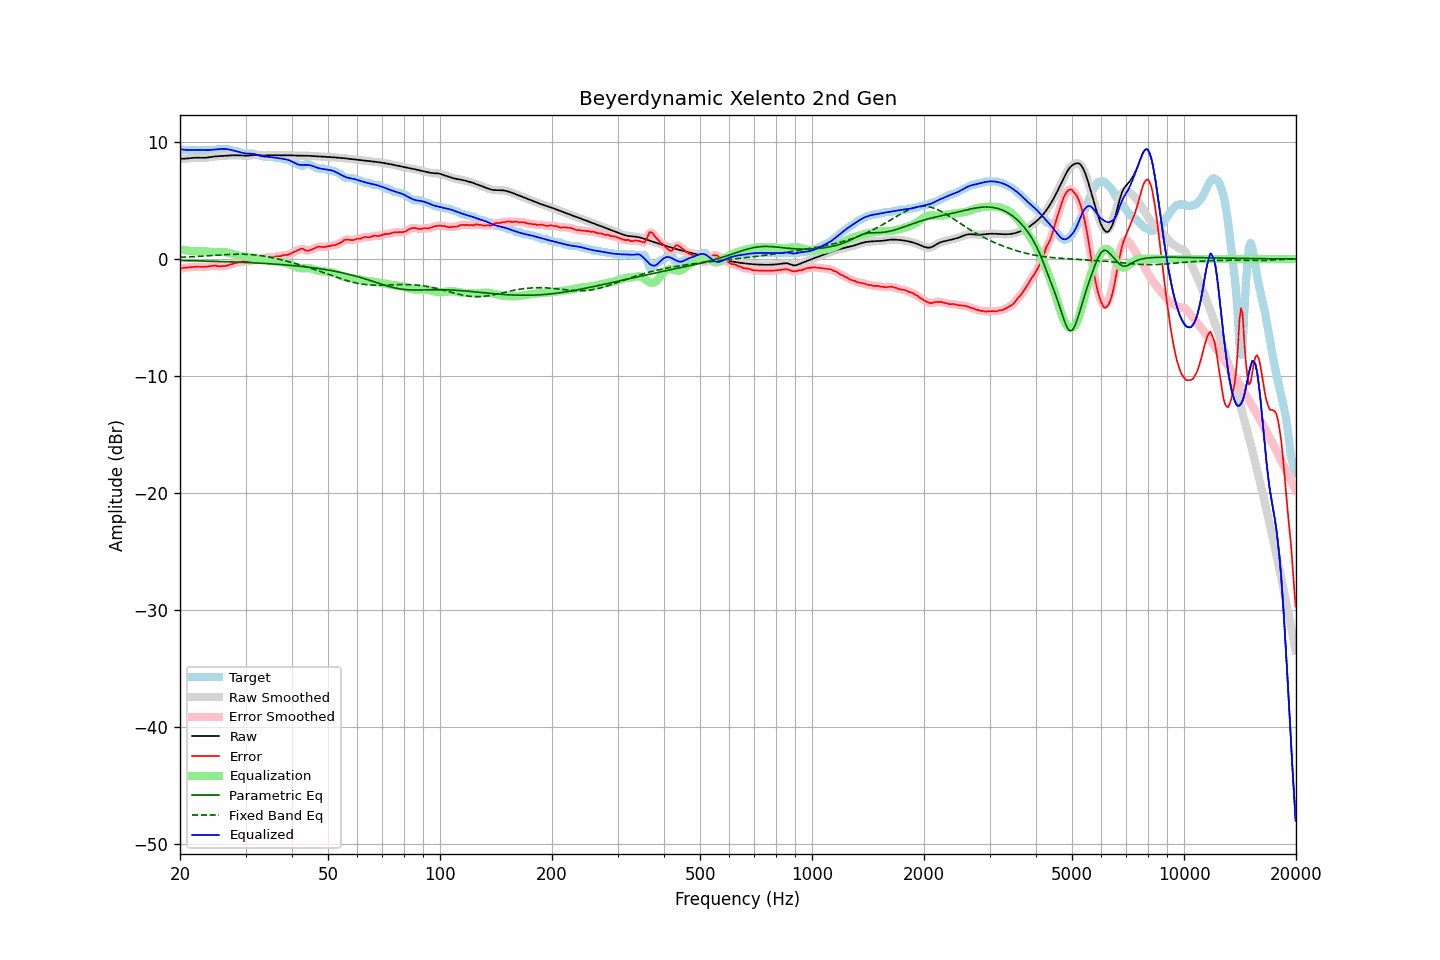 Beyerdynamic Xelento 2nd Gen
Amplitude (dBr)
10
0
−10
−20
−30
−40
−50
Target
Raw Smoothed
Error Smoothed
Raw
Error
Equalization
Parametric Eq
Fixed Band Eq
Equalized
20 50 100 200 500 1000 2000 5000 10000 20000
Frequency (Hz)